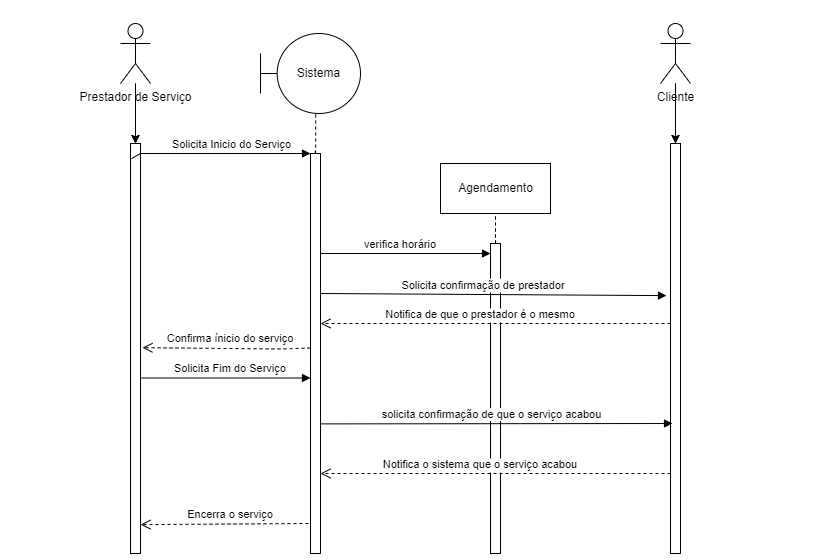 Prestador de Serviço
Sistema
Cliente
Solicita Inicio do Serviço
Agendamento
verifica horário
Solicita confirmação de prestador
Notifica de que o prestador é o mesmo
Confirma ínicio do serviço
Solicita Fim do Serviço
solicita confirmação de que o serviço acabou
Notifica o sistema que o serviço acabou
Encerra o serviço